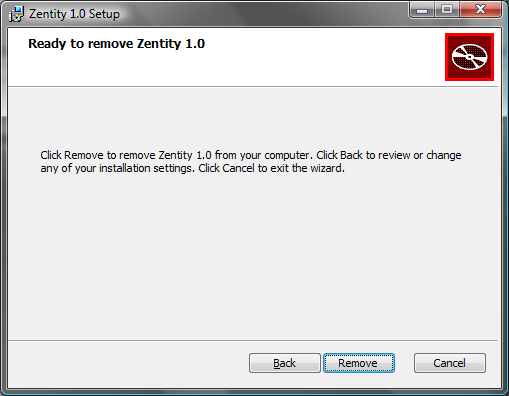 Zentity 1.0 Setup
Ready to remove Zentity 1.0
Click Remove to remove Zentity 1.0 from your computer. Click Back to review or change
any of your installation settings. Click Cancel to exit the wizard.
Back Remove Cancel